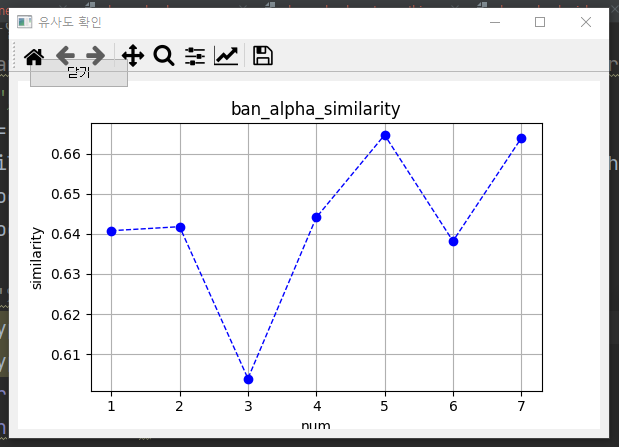 유사도 확인
닫기
ban_alpha_similarity
0.66
0.65
0.64
0.63
0.62
0.61
similarity
1 2 3 4 5 6 7
num